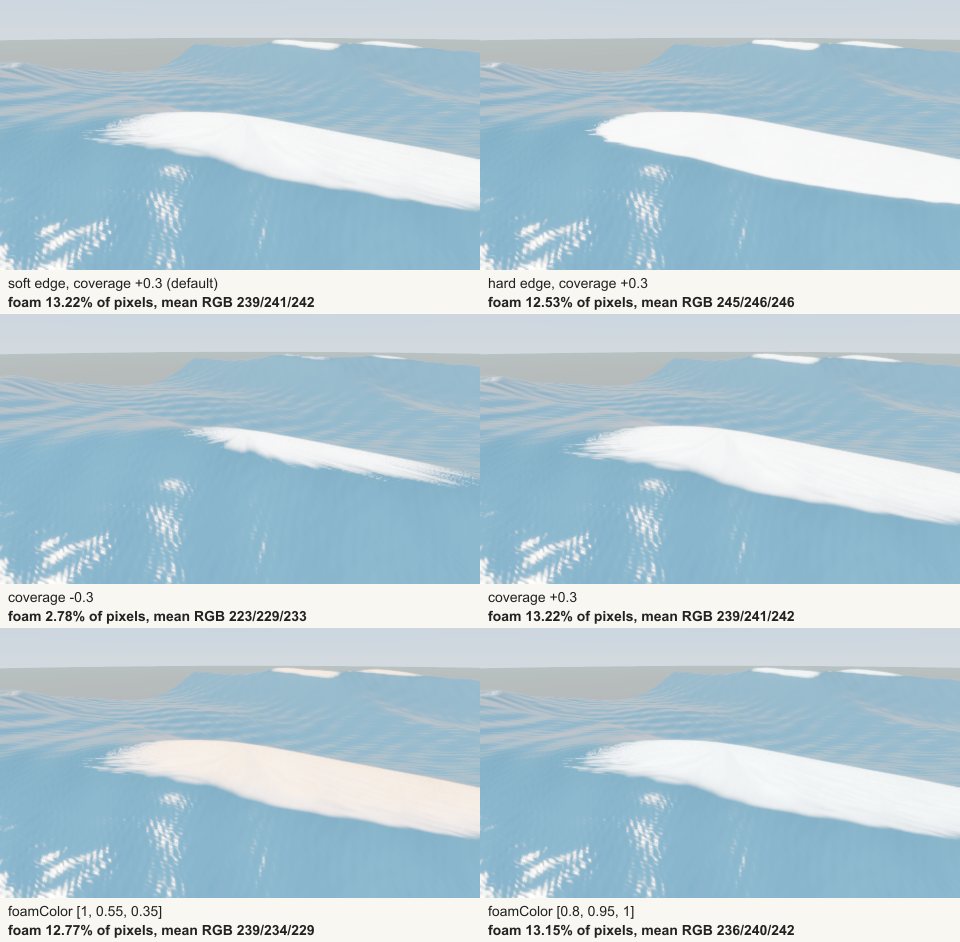 soft edge, coverage +0.3 (default)
foam 13.22% of pixels, mean RGB 239/241/242
hard edge, coverage +0.3
foam 12.53% of pixels, mean RGB 245/246/246
coverage -0.3
foam 2.78% of pixels, mean RGB 223/229/233
coverage +0.3
foam 13.22% of pixels, mean RGB 239/241/242
foamColor [1, 0.55, 0.35]
foam 12.77% of pixels, mean RGB 239/234/229
foamColor [0.8, 0.95, 1]
foam 13.15% of pixels, mean RGB 236/240/242